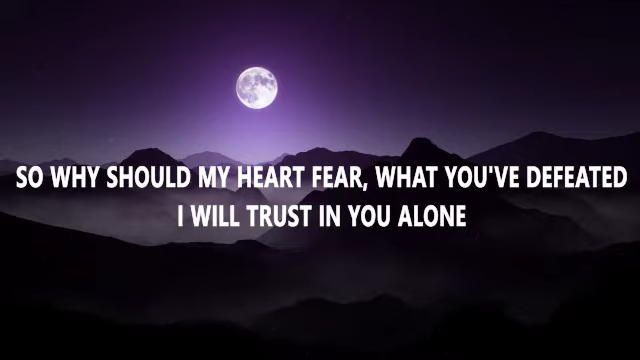 SO WHY SHOULD MY HEART FEAR, WHAT YOU'VE DEFEATED
I WILL TRUST IN YOU ALONE